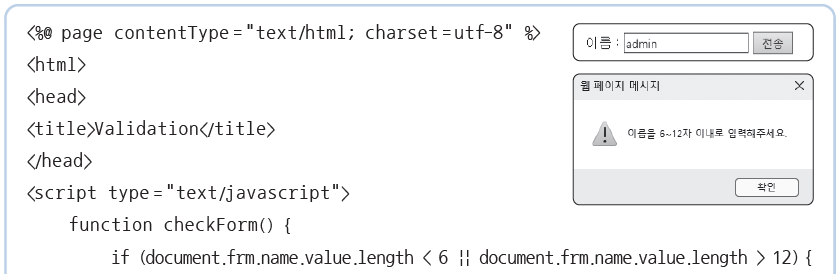 <%@ page contentType="text/html; charset=utf-8" %>
<html>
<head>
<title>Validation</title>
</head>
<script type="text/javascript">
function checkForm() {
if (document.frm.name.value.length < 6 || document.frm.name.value.length > 12) {
이름 : admin 전송
웹 페이지 메시지
이름을 6~12자 이내로 입력해주세요.
확인